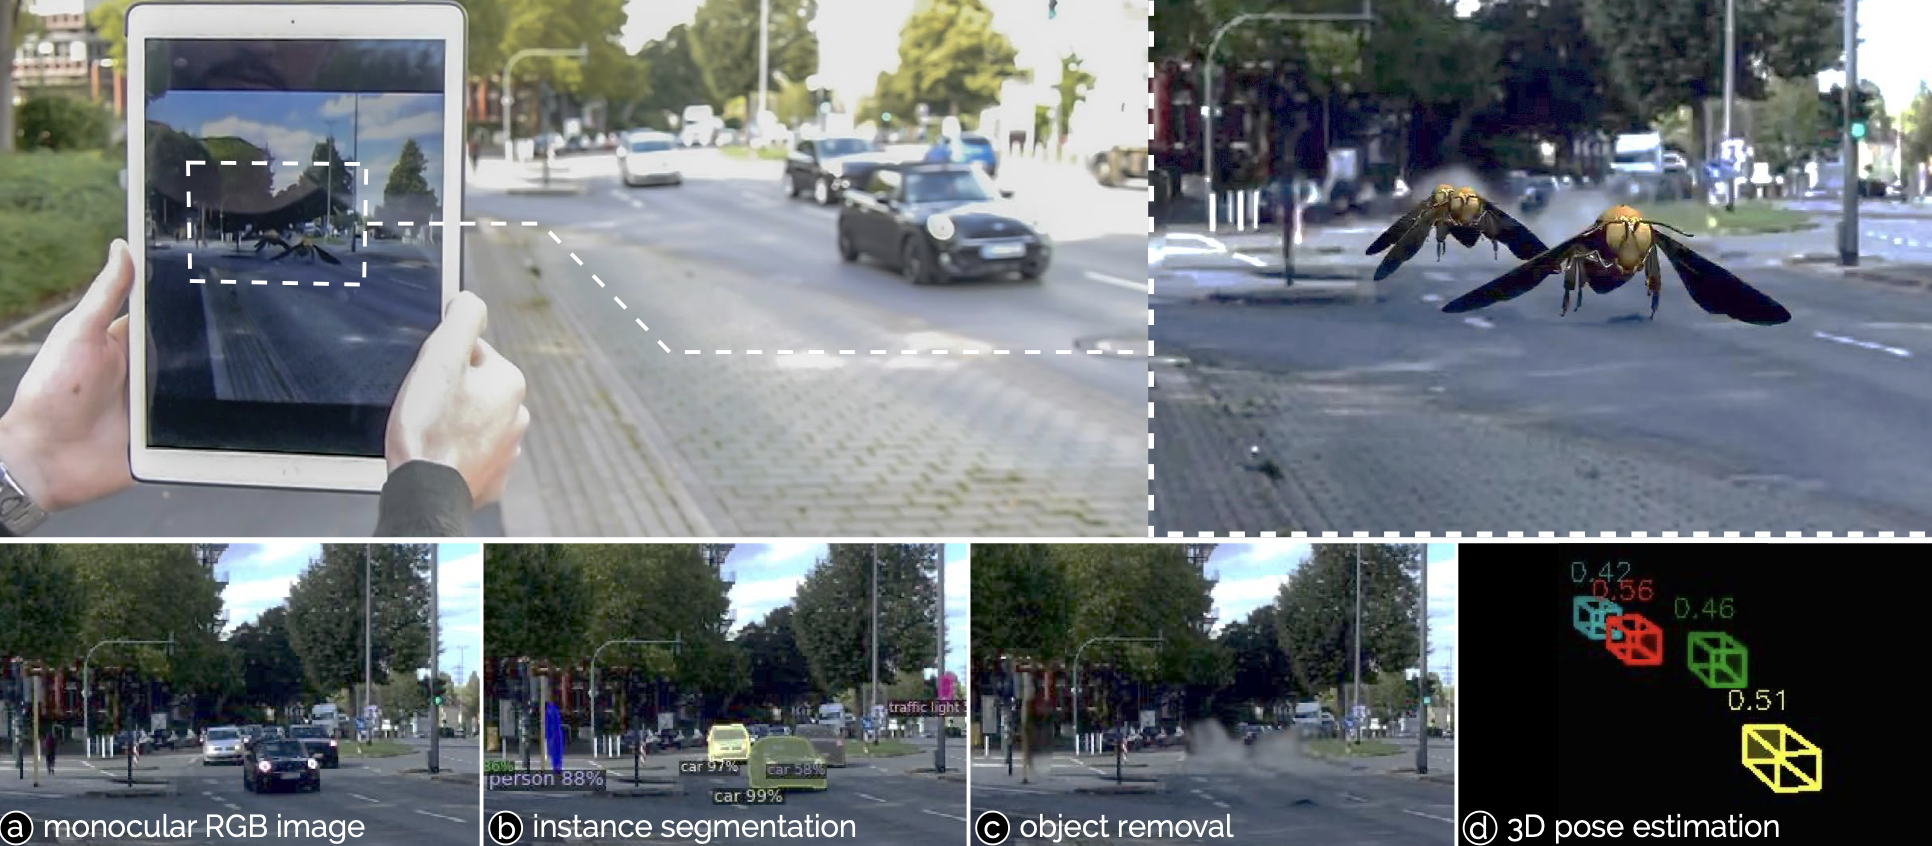 0.42
0.56
0.46
0.51
86%
person 88%
car 97%
car 58%
car 99%
traffic light
a monocular RGB image
b instance segmentation
c object removal
d 3D pose estimation